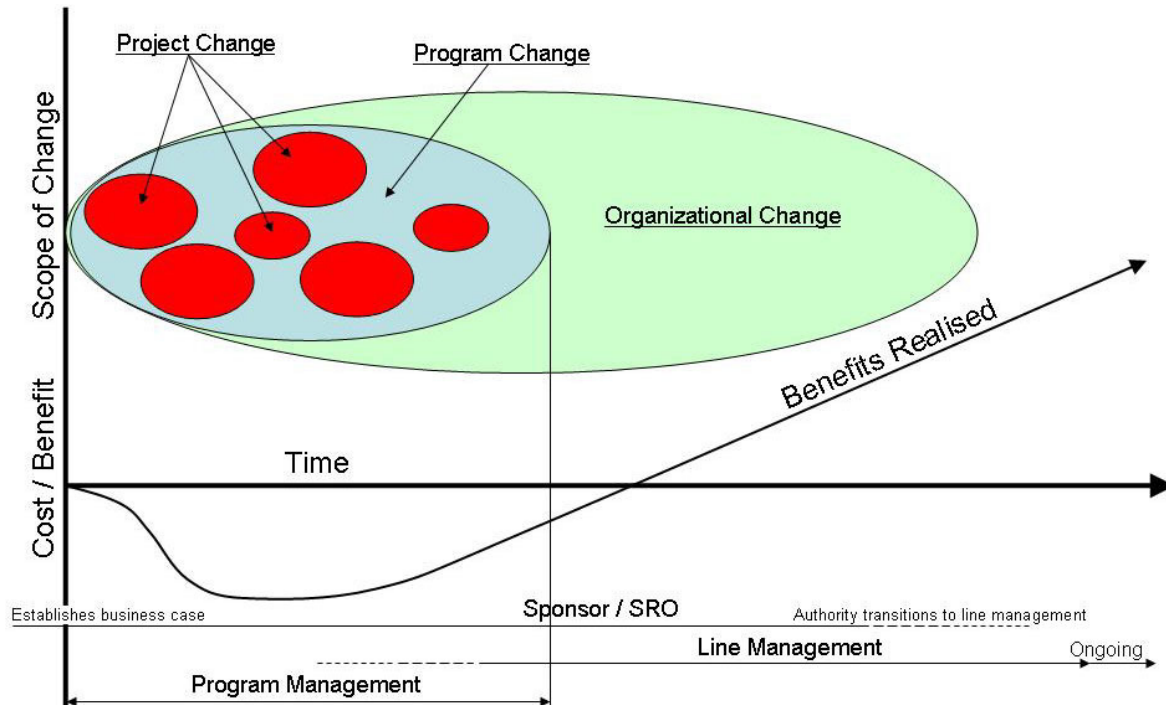 Project Change
Program Change
Scope of Change
Organizational Change
Benefits Realised
Cost / Benefit
Time
Establishes business case
Sponsor / SRO
Authority transitions to line management
Line Management
Ongoing
Program Management